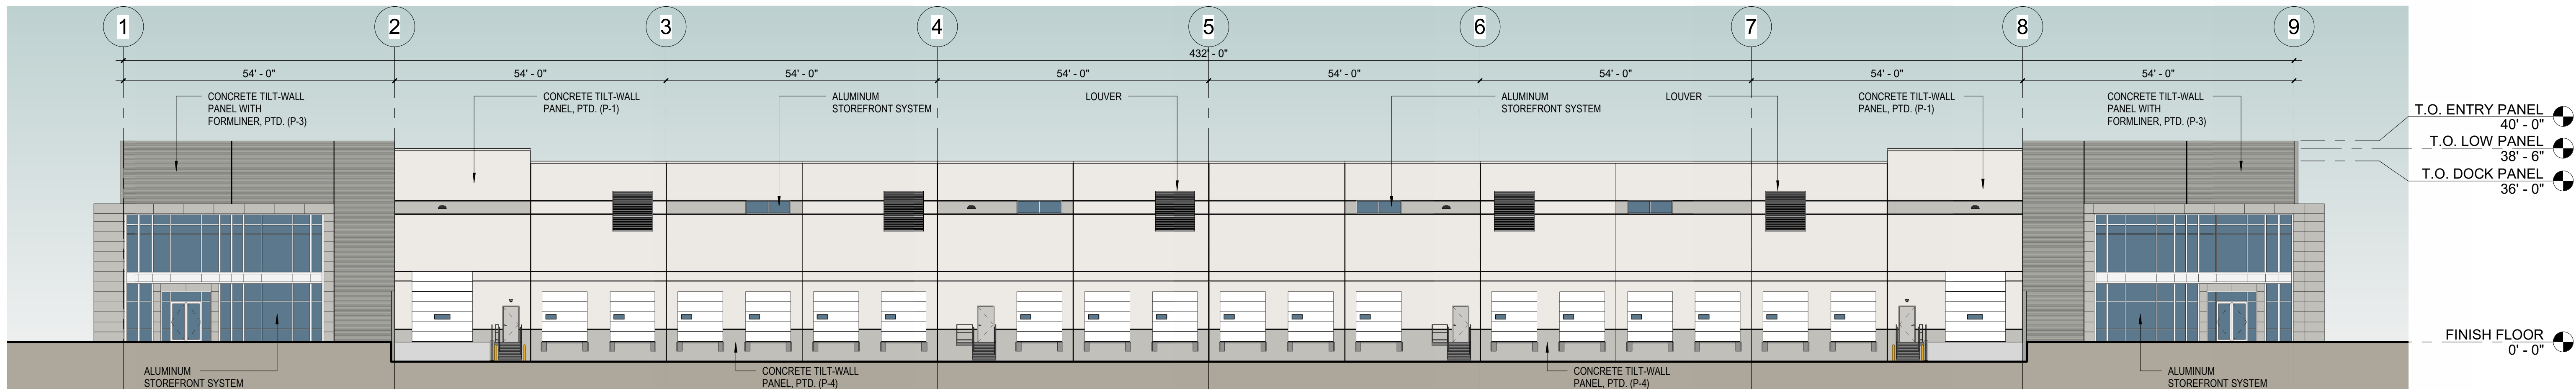 1
2
3
4
5
6
7
8
9
432' - 0"
54' - 0"
54' - 0"
54' - 0"
54' - 0"
54' - 0"
54' - 0"
54' - 0"
54' - 0"
CONCRETE TILT-WALL
PANEL WITH
FORMLINER, PTD. (P-3)
CONCRETE TILT-WALL
PANEL, PTD. (P-1)
ALUMINUM
STOREFRONT SYSTEM
LOUVER
ALUMINUM
STOREFRONT SYSTEM
LOUVER
CONCRETE TILT-WALL
PANEL, PTD. (P-1)
CONCRETE TILT-WALL
PANEL WITH
FORMLINER, PTD. (P-3)
T.O. ENTRY PANEL
40' - 0"
T.O. LOW PANEL
38' - 6"
T.O. DOCK PANEL
36' - 0"
FINISH FLOOR
0' - 0"
ALUMINUM
STOREFRONT SYSTEM
CONCRETE TILT-WALL
PANEL, PTD. (P-4)
CONCRETE TILT-WALL
PANEL, PTD. (P-4)
ALUMINUM
STOREFRONT SYSTEM